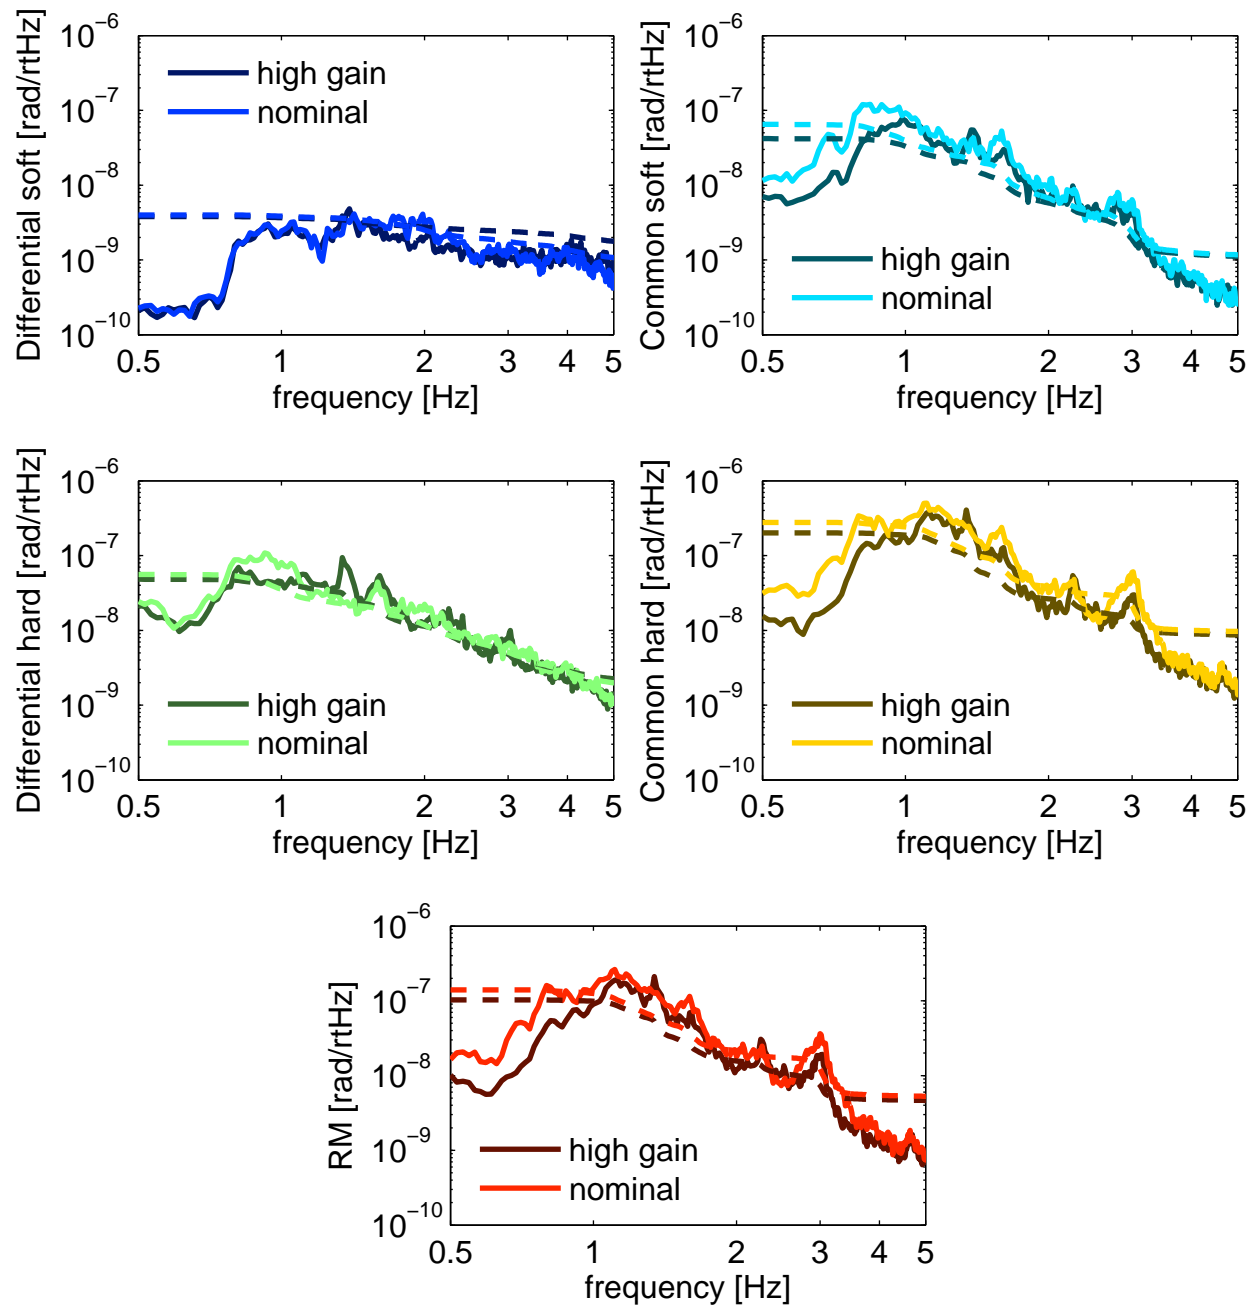 Differential soft [rad/rtHz]
10−6
10−7
10−8
10−9
10−10
high gain
nominal
0.5 1 2 3 4 5
frequency [Hz]
Common soft [rad/rtHz]
10−6
10−7
10−8
10−9
10−10
high gain
nominal
0.5 1 2 3 4 5
frequency [Hz]
Differential hard [rad/rtHz]
10−6
10−7
10−8
10−9
10−10
high gain
nominal
0.5 1 2 3 4 5
frequency [Hz]
Common hard [rad/rtHz]
10−6
10−7
10−8
10−9
10−10
high gain
nominal
0.5 1 2 3 4 5
frequency [Hz]
RM [rad/rtHz]
10−6
10−7
10−8
10−9
10−10
high gain
nominal
0.5 1 2 3 4 5
frequency [Hz]